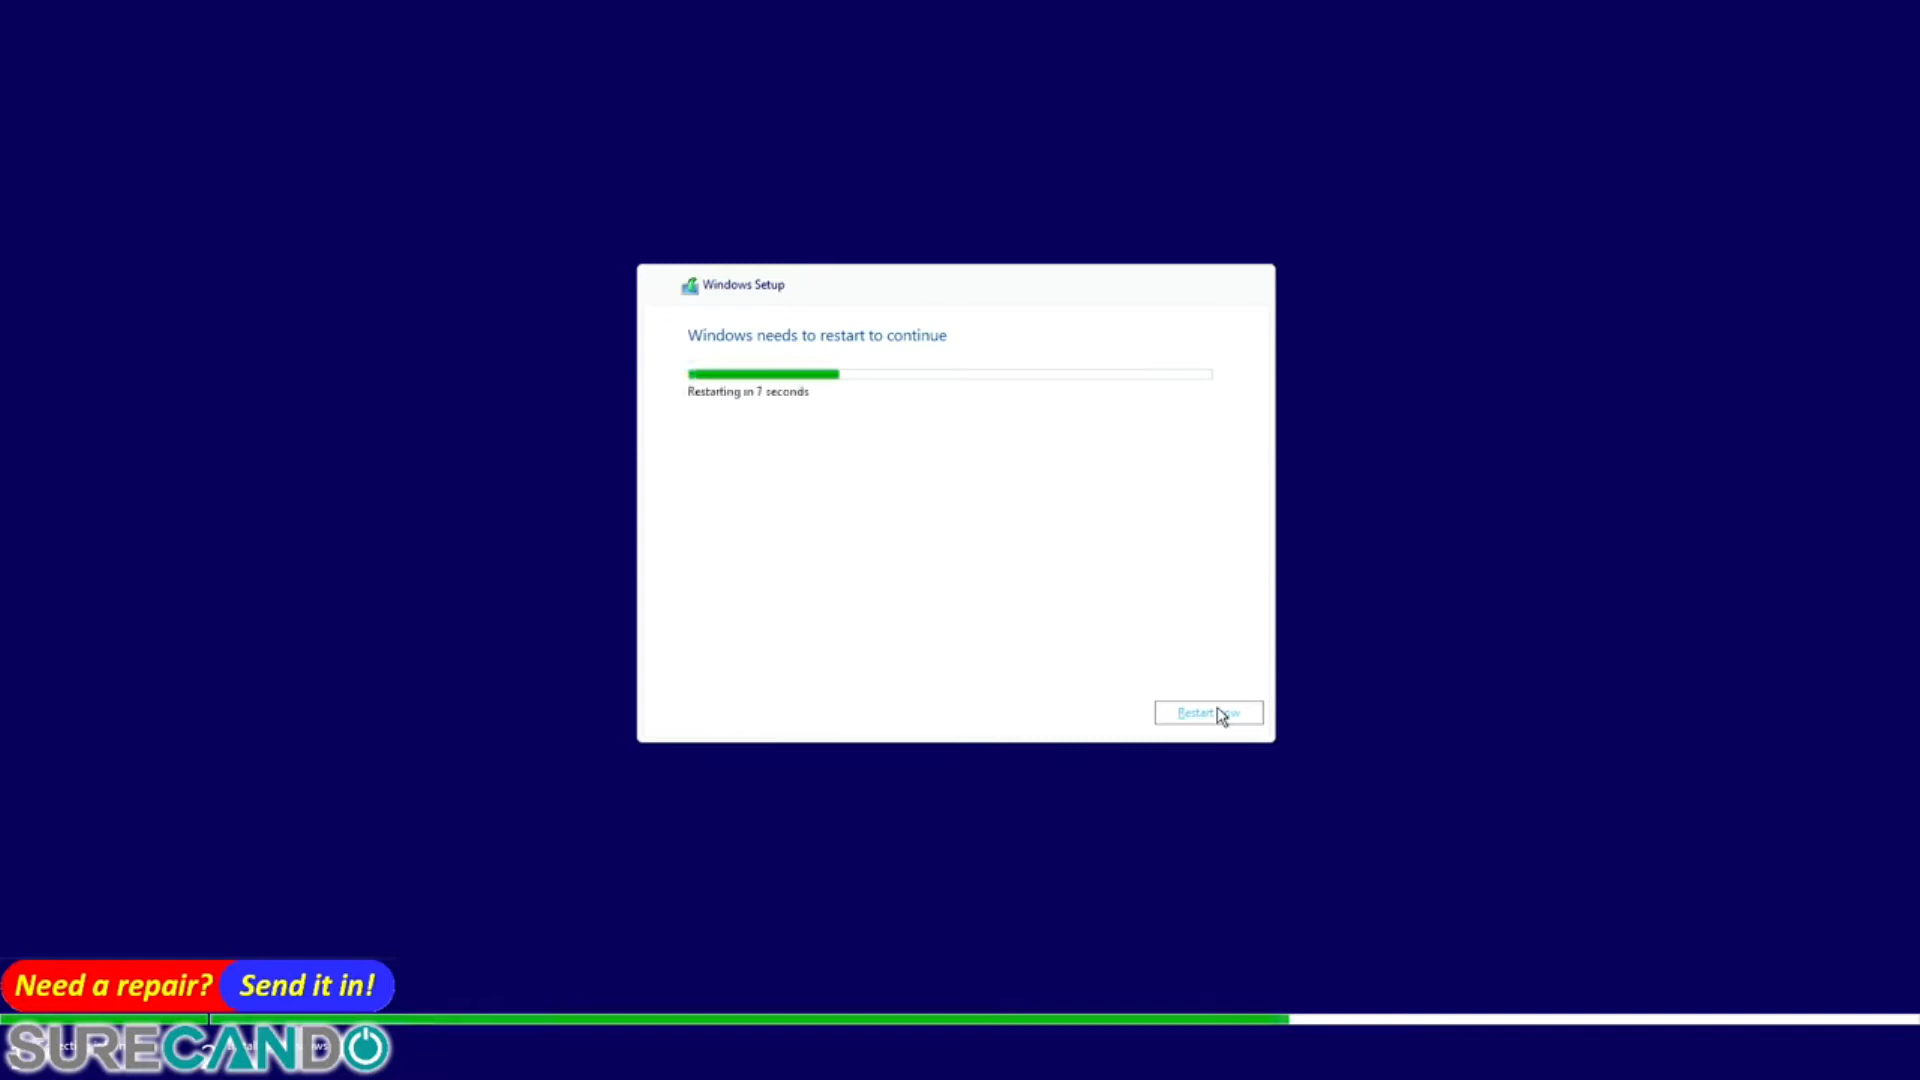 Windows Setup
Windows needs to restart to continue
Restarting in 7 seconds
Restart
Need a repair? Send it in!
SURECANDO